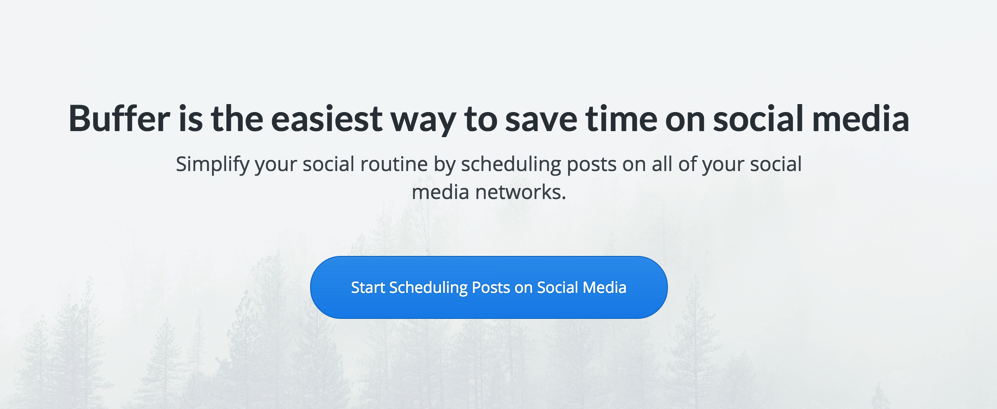 Buffer is the easiest way to save time on social media
Simplify your social routine by scheduling posts on all of your social
media networks.
Start Scheduling Posts on Social Media